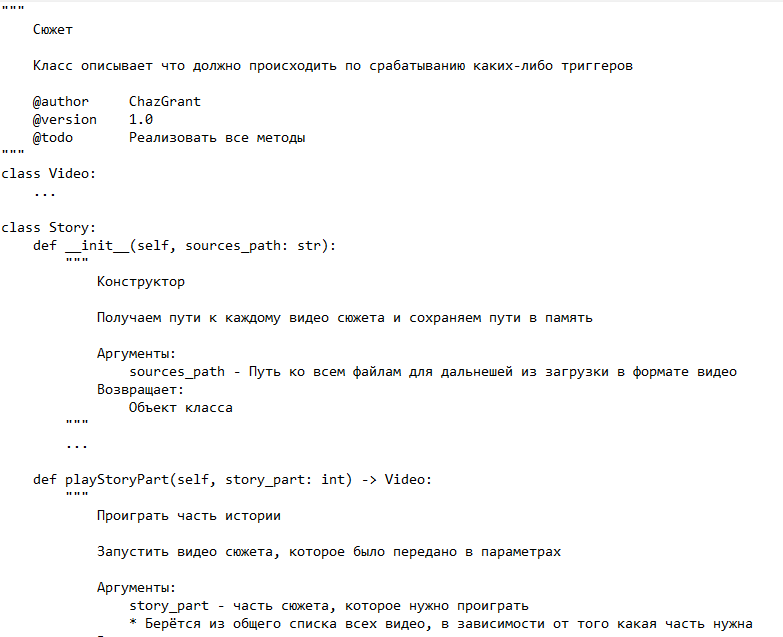 """
    Сюжет

    Класс описывает что должно происходить по срабатыванию каких-либо триггеров

    @author     ChazGrant
    @version    1.0
    @todo       Реализовать все методы
"""
class Video:
    ...

class Story:
    def __init__(self, sources_path: str):
        """
            Конструктор

            Получаем пути к каждому видео сюжета и сохраняем пути в память

            Аргументы:
                sources_path - Путь ко всем файлам для дальнешей из загрузки в формате видео
            Возвращает:
                Объект класса
        """
        ...

    def playStoryPart(self, story_part: int) -> Video:
        """
            Проиграть часть истории

            Запустить видео сюжета, которое было передано в параметрах

            Аргументы:
                story_part - часть сюжета, которое нужно проиграть
                * Берётся из общего списка всех видео, в зависимости от того какая часть нужна